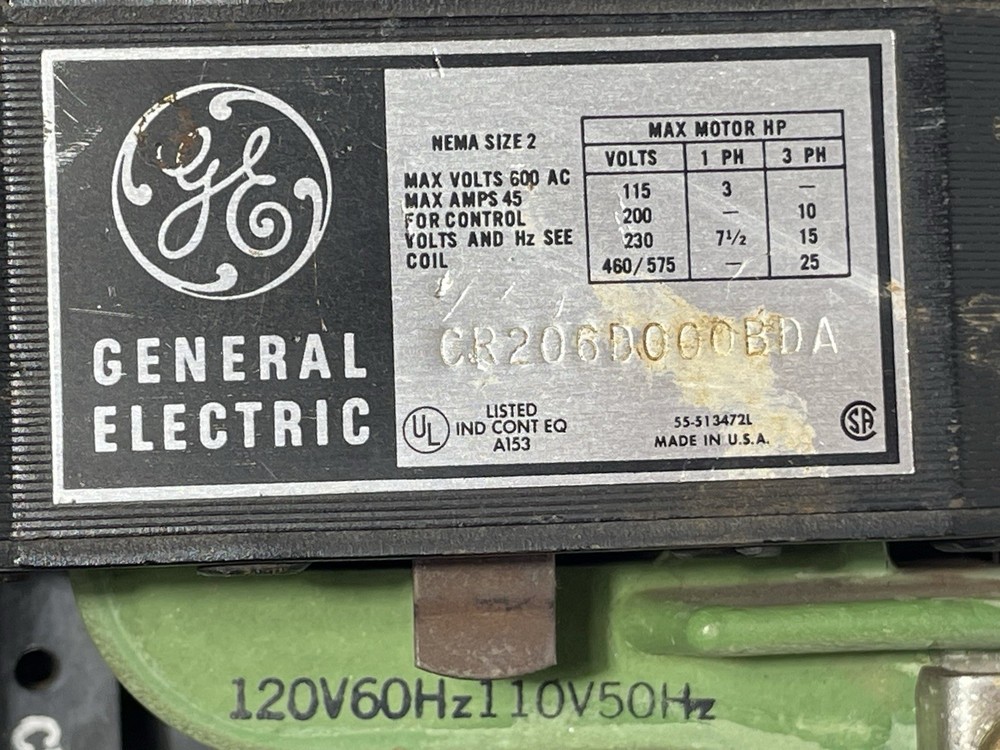 GE
GENERAL
ELECTRIC
NEMA SIZE 2
MAX VOLTS 600 AC
MAX AMPS 45
FOR CONTROL
VOLTS AND Hz SEE
COIL
MAX MOTOR HP
VOLTS 1 PH 3 PH
115 3 —
200 — 10
230 7 1/2 15
460/575 — 25
CR206D000BDA
UL LISTED
IND CONT EQ
A153
55-513472L
MADE IN U.S.A.
SA
120V60Hz110V50Hz